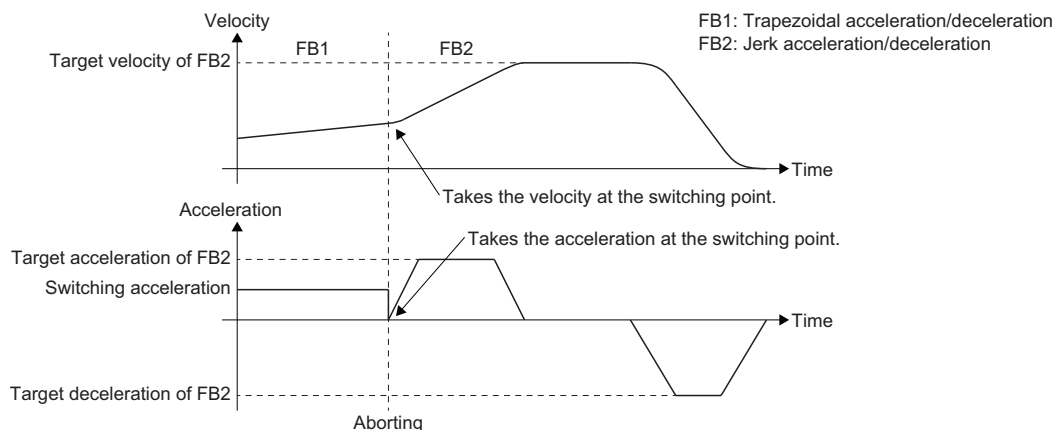 Velocity
FB1: Trapezoidal acceleration/deceleration
FB2: Jerk acceleration/deceleration
FB1
FB2
Target velocity of FB2
Time
Takes the velocity at the switching point.
Acceleration
Takes the acceleration at the switching point.
Target acceleration of FB2
Switching acceleration
Time
Target deceleration of FB2
Aborting